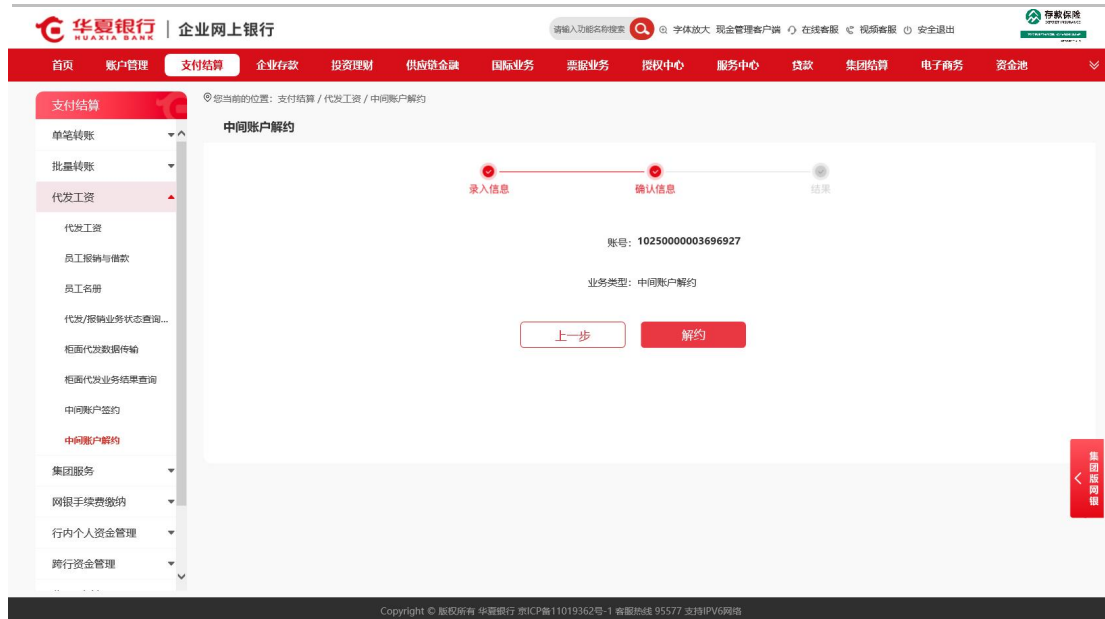 华夏银行 HUAXIA BANK 企业网上银行
请输入功能名称搜索 字体放大 现金管理客户端 在线客服 视频客服 安全退出
存款保险
首页 账户管理 支付结算 企业存款 投资理财 供应链金融 国际业务 票据业务 授权中心 服务中心 贷款 集团结算 电子商务 资金池
您当前的位置：支付结算 / 代发工资 / 中间账户解约
支付结算
单笔转账
批量转账
代发工资
代发工资
员工报销与借款
员工名册
代发/报销业务状态查询...
柜面代发数据传输
柜面代发业务结果查询
中间账户签约
中间账户解约
集团服务
网银手续费缴纳
行内个人资金管理
跨行资金管理
中间账户解约
录入信息 确认信息 结果
账号：10250000003696927
业务类型：中间账户解约
上一步 解约
集团版网银
Copyright © 版权所有 华夏银行 京ICP备11019362号-1 客服热线 95577 支持IPV6网络